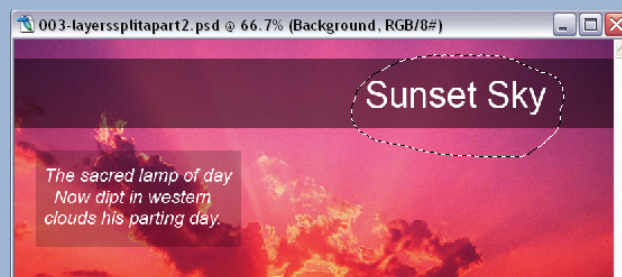 003-layerssplitapart2.psd @ 66.7% (Background, RGB/8#)
Sunset Sky
The sacred lamp of day
Now dipt in western
clouds his parting day.